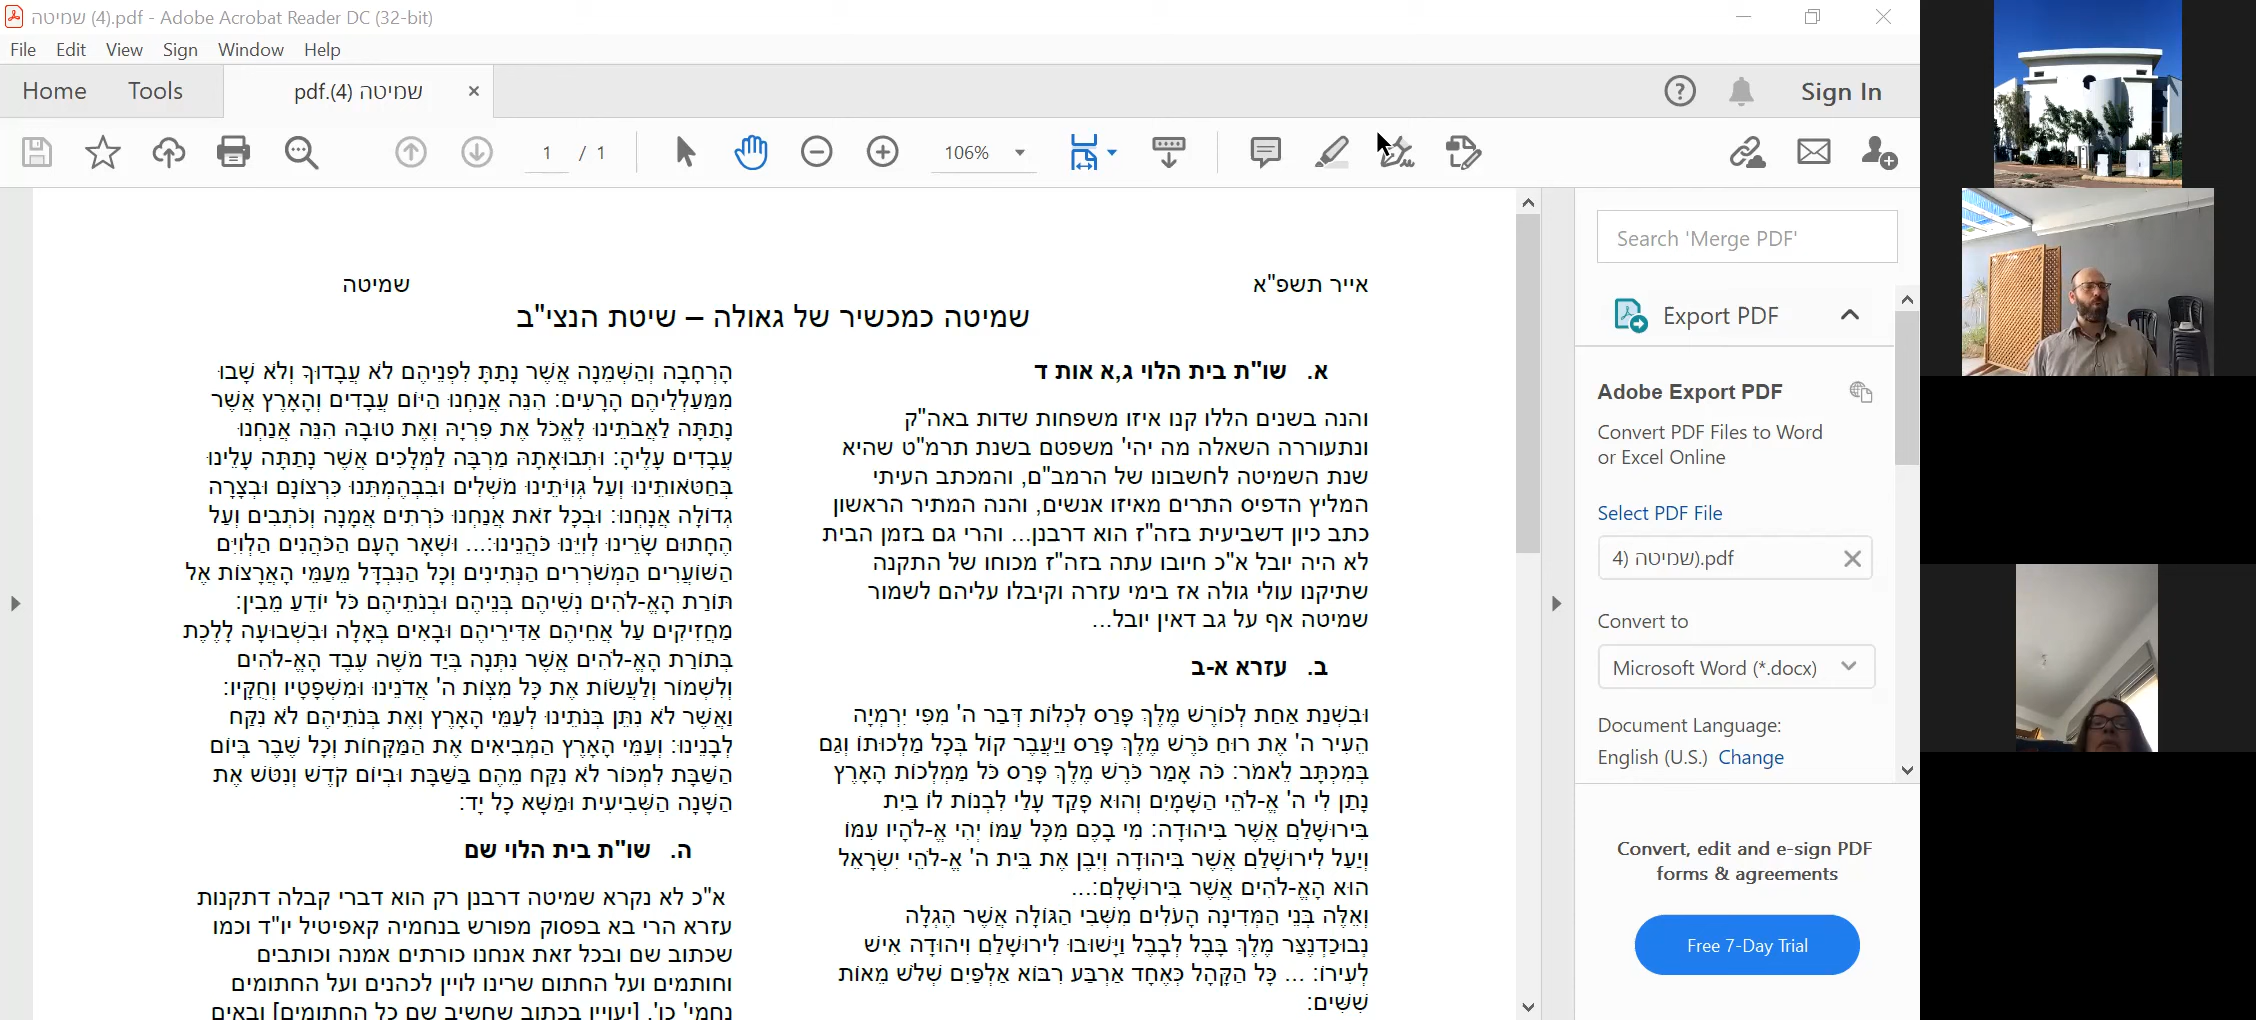 שמיטה (4).pdf - Adobe Acrobat Reader DC (32-bit)
File Edit View Sign Window Help
Home Tools שמיטה (4).pdf Sign In
1 / 1 106%
אייר תשפ"א שמיטה
שמיטה כמכשיר של גאולה – שיטת הנצי"ב
א. שו"ת בית הלוי ג,א אות ד
והנה בשנים הללו קנו איזו משפחות שדות באה"ק
ונתעוררה השאלה מה יהי' משפטם בשנת תרמ"ט שהיא
שנת השמיטה לחשבונו של הרמב"ם, והמכתב העיתי
המליץ הדפיס התרים מאיזו אנשים, והנה המתיר הראשון
כתב כיון דשביעית בזה"ז הוא דרבנן... והרי גם בזמן הבית
לא היה יובל א"כ חיובו עתה בזה"ז מכוחו של התקנה
שתיקנו עולי גולה אז בימי עזרה וקיבלו עליהם לשמור
שמיטה אף על גב דאין יובל...
ב. עזרא א-ב
וּבִשְׁנַת אַחַת לְכוֹרֶשׁ מֶלֶךְ פָּרַס לִכְלוֹת דְּבַר ה' מִפִּי יִרְמְיָה
הֵעִיר ה' אֶת רוּחַ כֹּרֶשׁ מֶלֶךְ פָּרַס וַיַּעֲבֶר קוֹל בְּכָל מַלְכוּתוֹ וְגַם
בְּמִכְתָּב לֵאמֹר: כֹּה אָמַר כֹּרֶשׁ מֶלֶךְ פָּרַס כֹּל מַמְלְכוֹת הָאָרֶץ
נָתַן לִי ה' אֱ-לֹהֵי הַשָּׁמָיִם וְהוּא פָקַד עָלַי לִבְנוֹת לוֹ בַיִת
בִּירוּשָׁלִַם אֲשֶׁר בִּיהוּדָה: מִי בָכֶם מִכָּל עַמּוֹ יְהִי אֱ-לֹהָיו עִמּוֹ
וְיַעַל לִירוּשָׁלִַם אֲשֶׁר בִּיהוּדָה וְיִבֶן אֶת בֵּית ה' אֱ-לֹהֵי יִשְׂרָאֵל
הוּא הָאֱ-לֹהִים אֲשֶׁר בִּירוּשָׁלִָם:...
וְאֵלֶּה בְּנֵי הַמְּדִינָה הָעֹלִים מִשְּׁבִי הַגּוֹלָה אֲשֶׁר הֶגְלָה
נְבוּכַדְנֶצַּר מֶלֶךְ בָּבֶל לְבָבֶל וַיָּשׁוּבוּ לִירוּשָׁלִַם וִיהוּדָה אִישׁ
לְעִירוֹ: ... כָּל הַקָּהָל כְּאֶחָד אַרְבַּע רִבּוֹא אַלְפַּיִם שְׁלֹשׁ מֵאוֹת
שִׁשִּׁים:
הָרְחָבָה וְהַשְּׁמֵנָה אֲשֶׁר נָתַתָּ לִפְנֵיהֶם לֹא עֲבָדוּךָ וְלֹא שָׁבוּ
מִמַּעַלְלֵיהֶם הָרָעִים: הִנֵּה אֲנַחְנוּ הַיּוֹם עֲבָדִים וְהָאָרֶץ אֲשֶׁר
נָתַתָּה לַאֲבֹתֵינוּ לֶאֱכֹל אֶת פִּרְיָהּ וְאֶת טוּבָהּ הִנֵּה אֲנַחְנוּ
עֲבָדִים עָלֶיהָ: וּתְבוּאָתָהּ מַרְבָּה לַמְּלָכִים אֲשֶׁר נָתַתָּה עָלֵינוּ
בְּחַטֹּאותֵינוּ וְעַל גְּוִיֹּתֵינוּ מֹשְׁלִים וּבִבְהֶמְתֵּנוּ כִּרְצוֹנָם וּבְצָרָה
גְדוֹלָה אֲנָחְנוּ: וּבְכָל זֹאת אֲנַחְנוּ כֹּרְתִים אֲמָנָה וְכֹתְבִים וְעַל
הֶחָתוּם שָׂרֵינוּ לְוִיֵּנוּ כֹּהֲנֵינוּ:... וּשְׁאָר הָעָם הַכֹּהֲנִים הַלְוִיִּם
הַשּׁוֹעֲרִים הַמְשֹׁרְרִים הַנְּתִינִים וְכָל הַנִּבְדָּל מֵעַמֵּי הָאֲרָצוֹת אֶל
תּוֹרַת הָאֱ-לֹהִים נְשֵׁיהֶם בְּנֵיהֶם וּבְנֹתֵיהֶם כֹּל יוֹדֵעַ מֵבִין:
מַחֲזִיקִים עַל אֲחֵיהֶם אַדִּירֵיהֶם וּבָאִים בְּאָלָה וּבִשְׁבוּעָה לָלֶכֶת
בְּתוֹרַת הָאֱ-לֹהִים אֲשֶׁר נִתְּנָה בְּיַד מֹשֶׁה עֶבֶד הָאֱ-לֹהִים
וְלִשְׁמוֹר וְלַעֲשׂוֹת אֶת כָּל מִצְוֹת ה' אֲדֹנֵינוּ וּמִשְׁפָּטָיו וְחֻקָּיו:
וַאֲשֶׁר לֹא נִתֵּן בְּנֹתֵינוּ לְעַמֵּי הָאָרֶץ וְאֶת בְּנֹתֵיהֶם לֹא נִקַּח
לְבָנֵינוּ: וְעַמֵּי הָאָרֶץ הַמְבִיאִים אֶת הַמַּקָּחוֹת וְכָל שֶׁבֶר בְּיוֹם
הַשַּׁבָּת לִמְכּוֹר לֹא נִקַּח מֵהֶם בַּשַּׁבָּת וּבְיוֹם קֹדֶשׁ וְנִטֹּשׁ אֶת
הַשָּׁנָה הַשְּׁבִיעִית וּמַשָּׁא כָל יָד:
ה. שו"ת בית הלוי שם
א"כ לא נקרא שמיטה דרבנן רק הוא דברי קבלה דתקנות
עזרא הרי בא בפסוק מפורש בנחמיה קאפיטיל יו"ד וכמו
שכתוב שם ובכל זאת אנחנו כורתים אמנה וכותבים
וחותמים ועל החתום שרינו לויין לכהנים ועל החתומים
נחמי' כו'. [יעויין בכתוב שחשיב שם כל החתומים] ובאים
Search 'Merge PDF'
Export PDF
Adobe Export PDF
Convert PDF Files to Word
or Excel Online
Select PDF File
שמיטה (4).pdf
Convert to
Microsoft Word (*.docx)
Document Language:
English (U.S.) Change
Convert, edit and e-sign PDF
forms & agreements
Free 7-Day Trial